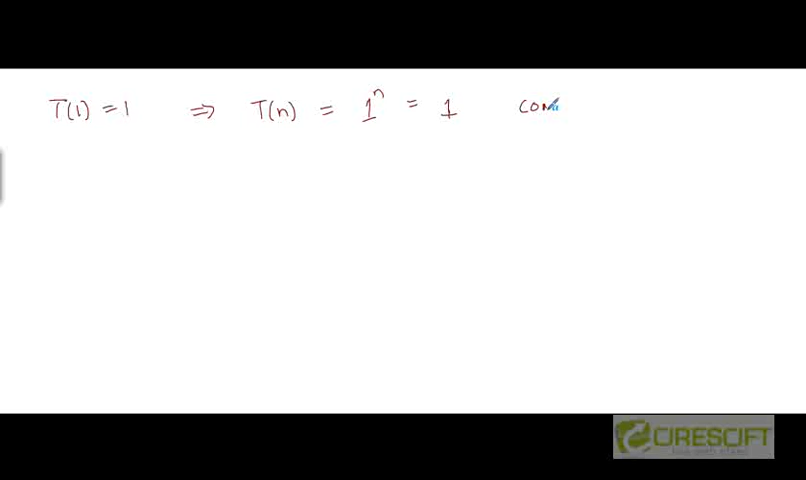 T(1) = 1 ⇒ T(n) = 1ⁿ = 1 con
CIRESCIFT